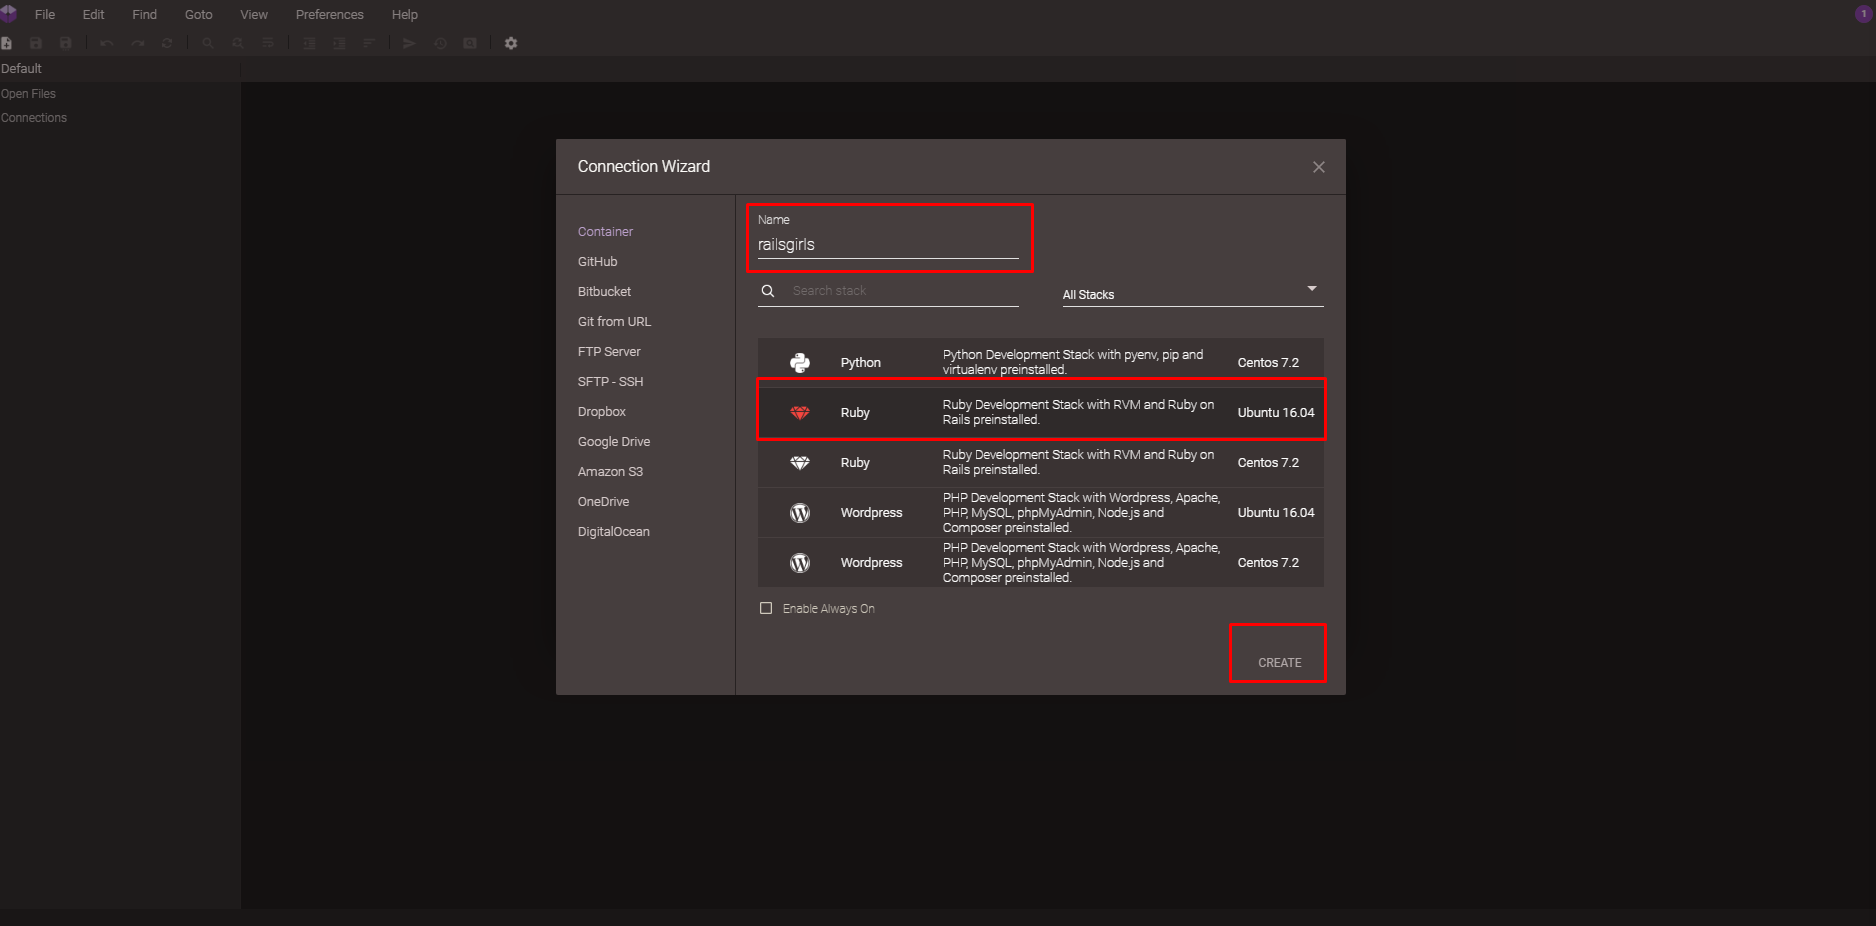 File Edit Find Goto View Preferences Help
1
Default
Open Files
Connections
Connection Wizard
Container
GitHub
Bitbucket
Git from URL
FTP Server
SFTP - SSH
Dropbox
Google Drive
Amazon S3
OneDrive
DigitalOcean
Name
railsgirls
Search stack
All Stacks
Python
Python Development Stack with pyenv, pip and
virtualenv preinstalled.
Centos 7.2
Ruby
Ruby Development Stack with RVM and Ruby on
Rails preinstalled.
Ubuntu 16.04
Ruby
Ruby Development Stack with RVM and Ruby on
Rails preinstalled.
Centos 7.2
Wordpress
PHP Development Stack with Wordpress, Apache,
PHP, MySQL, phpMyAdmin, Node.js and
Composer preinstalled.
Ubuntu 16.04
Wordpress
PHP Development Stack with Wordpress, Apache,
PHP, MySQL, phpMyAdmin, Node.js and
Composer preinstalled.
Centos 7.2
Enable Always On
CREATE